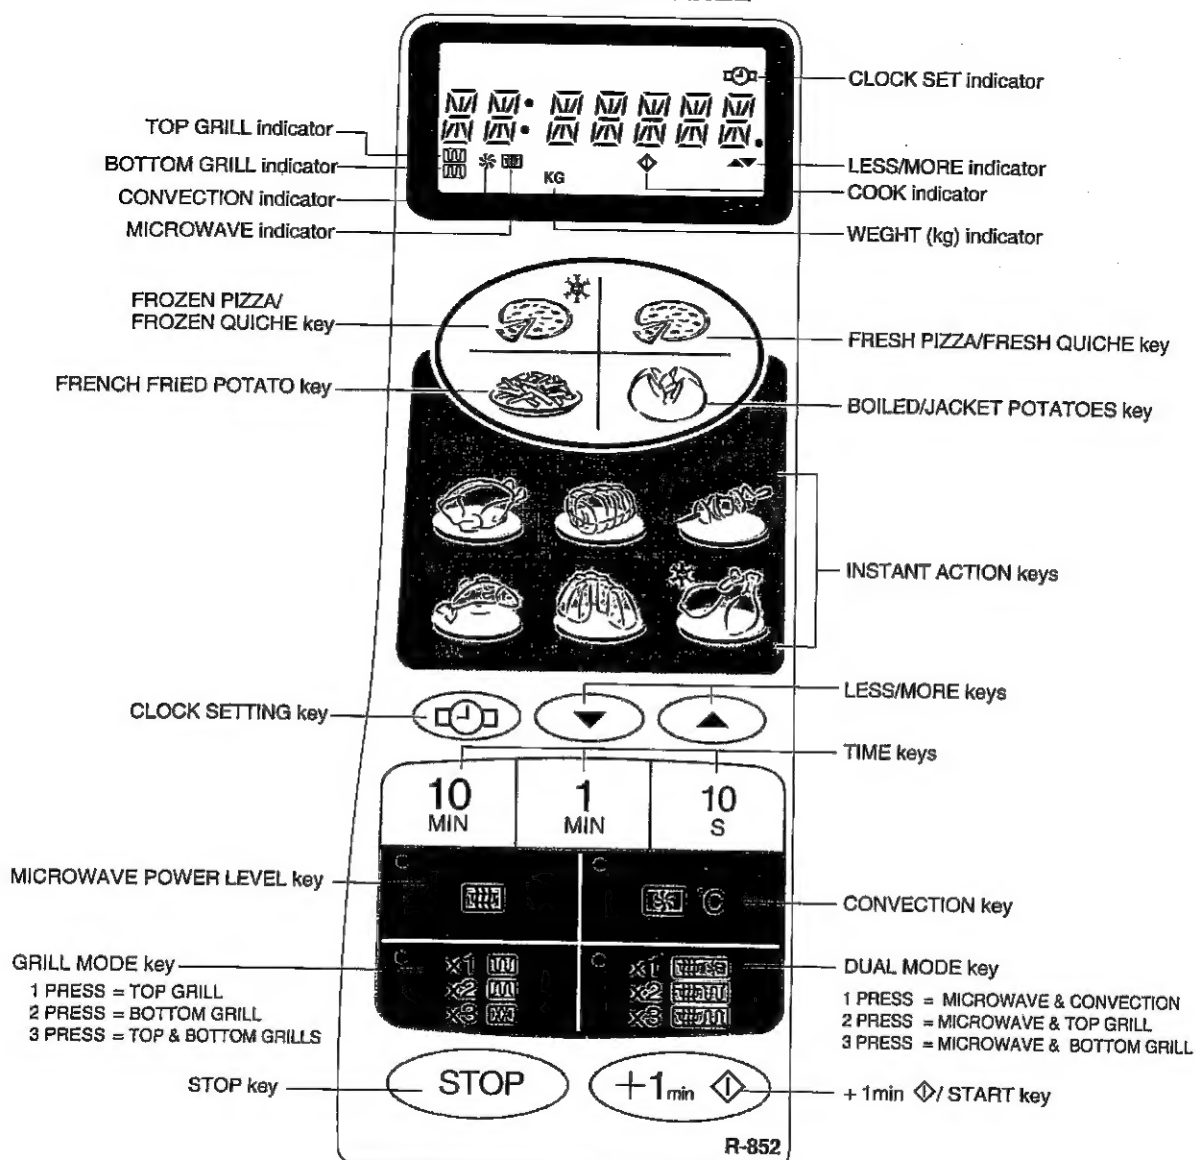 CLOCK SET indicator
TOP GRILL indicator
BOTTOM GRILL indicator
CONVECTION indicator
MICROWAVE indicator
KG
LESS/MORE indicator
COOK indicator
WEGHT (kg) indicator
FROZEN PIZZA/
FROZEN QUICHE key
FRESH PIZZA/FRESH QUICHE key
FRENCH FRIED POTATO key
BOILED/JACKET POTATOES key
INSTANT ACTION keys
LESS/MORE keys
CLOCK SETTING key
TIME keys
10 MIN
1 MIN
10 S
MICROWAVE POWER LEVEL key
°C
CONVECTION key
GRILL MODE key
1 PRESS = TOP GRILL
2 PRESS = BOTTOM GRILL
3 PRESS = TOP & BOTTOM GRILLS
x1
x2
x3
x1
x2
x3
DUAL MODE key
1 PRESS = MICROWAVE & CONVECTION
2 PRESS = MICROWAVE & TOP GRILL
3 PRESS = MICROWAVE & BOTTOM GRILL
STOP key
STOP
+1min
+ 1min / START key
R-852